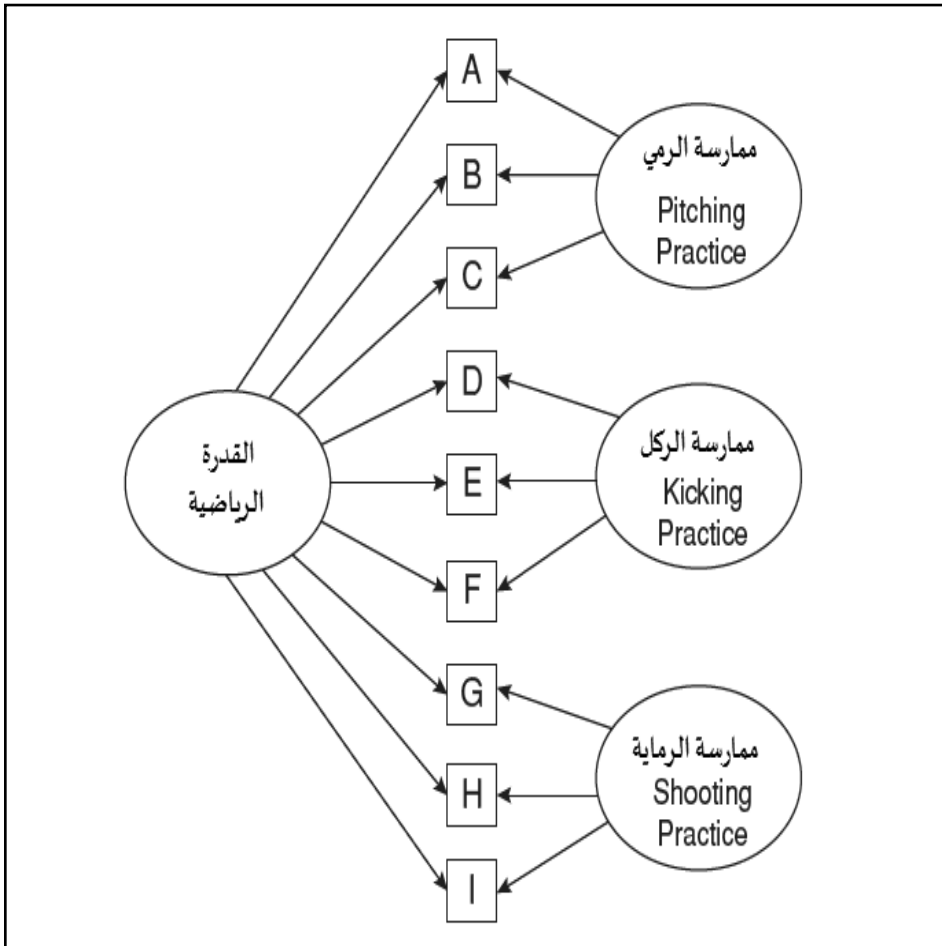 A
B
C
D
E
F
G
H
I
القدرة
الرياضية
ممارسة الرمي
Pitching
Practice
ممارسة الركل
Kicking
Practice
ممارسة الرماية
Shooting
Practice